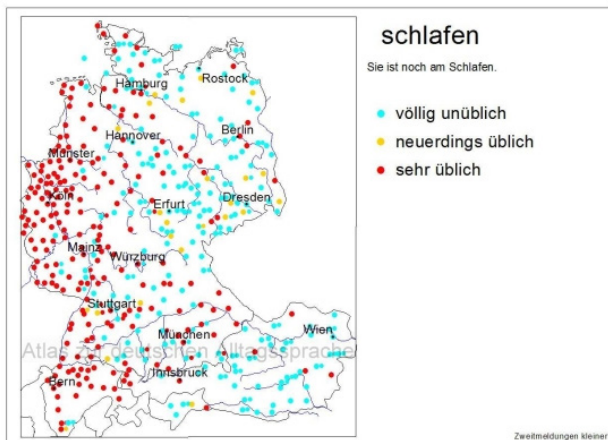 schlafen
Sie ist noch am Schlafen.
völlig unüblich
neuerdings üblich
sehr üblich
Rostock
Hamburg
Berlin
Hannover
Münster
Köln
Erfurt
Dresden
Mainz
Würzburg
Stuttgart
Wien
München
Atlas zur deutschen Alltagssprache
Innsbruck
Bern
Zweitmeldungen kleiner